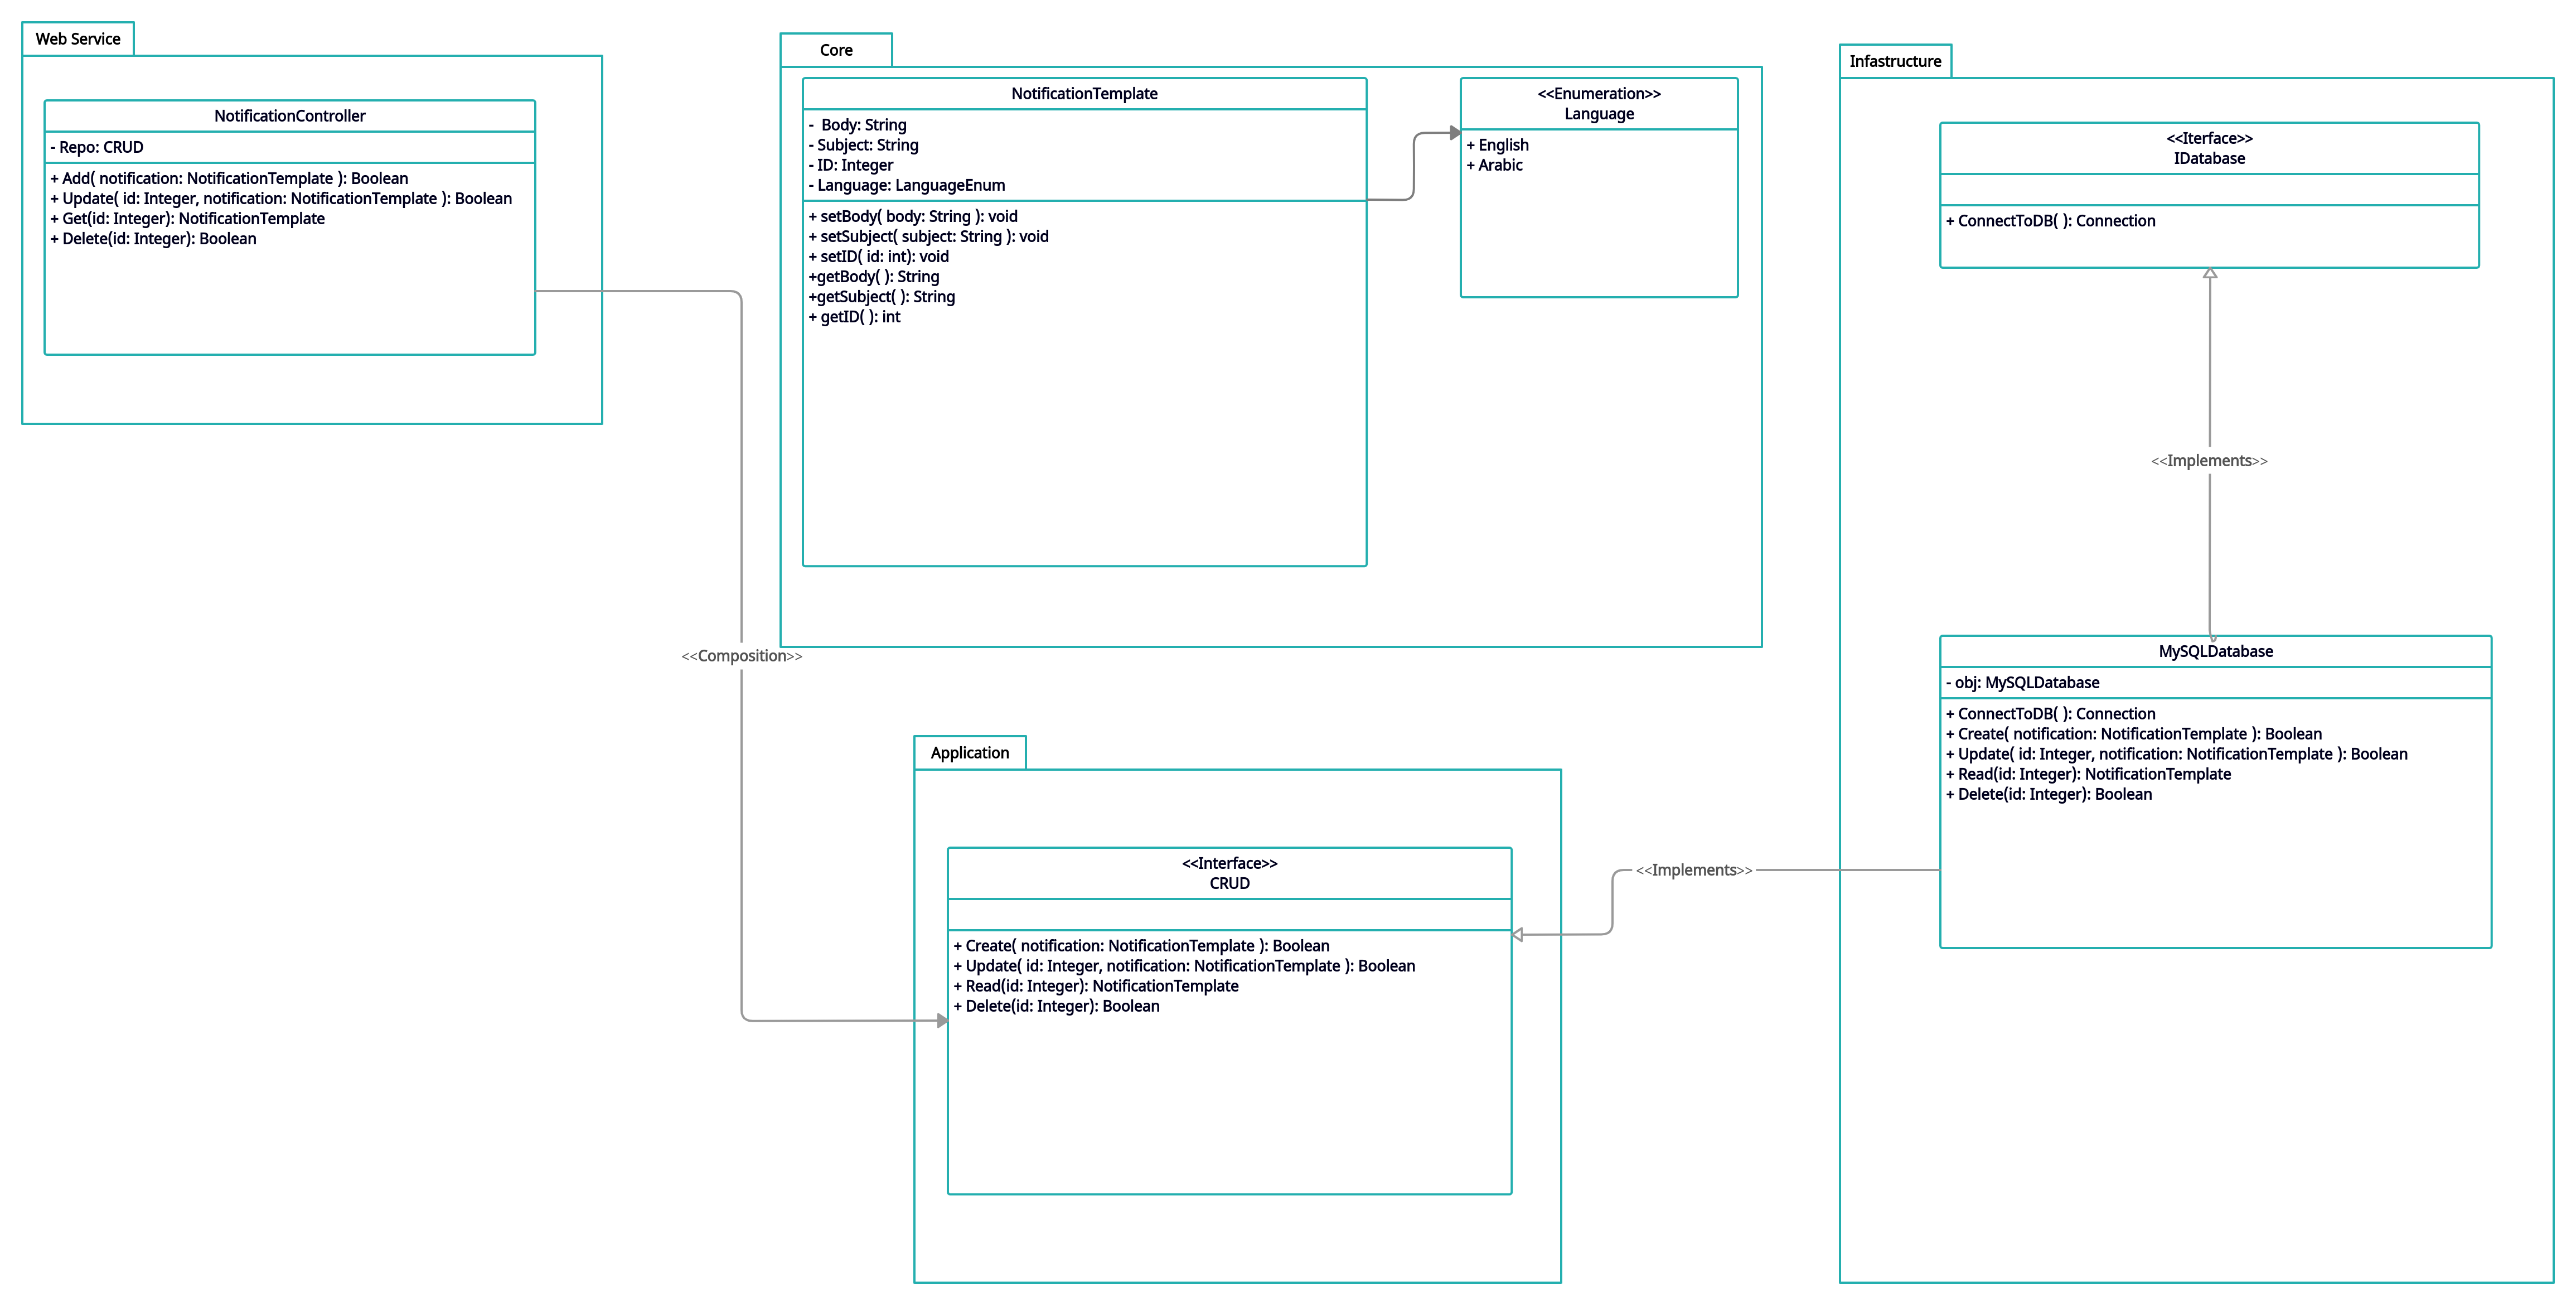 Web Service
NotificationController
- Repo: CRUD
+ Add( notification: NotificationTemplate ): Boolean
+ Update( id: Integer, notification: NotificationTemplate ): Boolean
+ Get(id: Integer): NotificationTemplate
+ Delete(id: Integer): Boolean
Core
NotificationTemplate
-  Body: String
- Subject: String
- ID: Integer
- Language: LanguageEnum
+ setBody( body: String ): void
+ setSubject( subject: String ): void
+ setID( id: int): void
+getBody( ): String
+getSubject( ): String
+ getID( ): int
<<Enumeration>>
Language
+ English
+ Arabic
Infastructure
<<Iterface>>
IDatabase
+ ConnectToDB( ): Connection
<<Implements>>
MySQLDatabase
- obj: MySQLDatabase
+ ConnectToDB( ): Connection
+ Create( notification: NotificationTemplate ): Boolean
+ Update( id: Integer, notification: NotificationTemplate ): Boolean
+ Read(id: Integer): NotificationTemplate
+ Delete(id: Integer): Boolean
<<Composition>>
Application
<<Interface>>
CRUD
+ Create( notification: NotificationTemplate ): Boolean
+ Update( id: Integer, notification: NotificationTemplate ): Boolean
+ Read(id: Integer): NotificationTemplate
+ Delete(id: Integer): Boolean
<<Implements>>